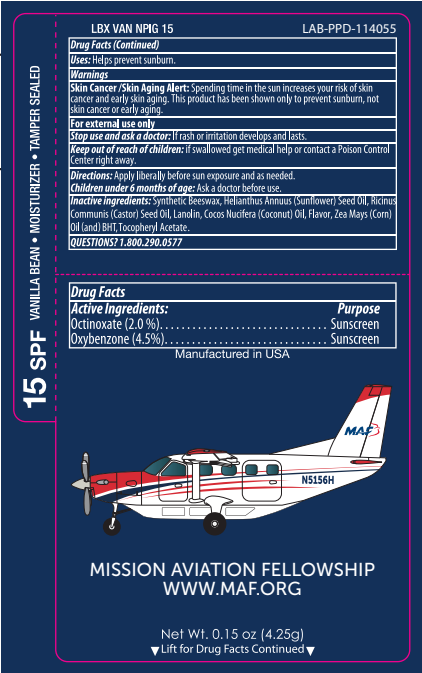 LBX VAN NPIG 15 LAB-PPD-114055
Drug Facts (Continued)
Uses: Helps prevent sunburn.
Warnings
Skin Cancer /Skin Aging Alert: Spending time in the sun increases your risk of skin
cancer and early skin aging. This product has been shown only to prevent sunburn, not
skin cancer or early aging.
For external use only
Stop use and ask a doctor: If rash or irritation develops and lasts.
Keep out of reach of children: if swallowed get medical help or contact a Poison Control
Center right away.
Directions: Apply liberally before sun exposure and as needed.
Children under 6 months of age: Ask a doctor before use.
Inactive ingredients: Synthetic Beeswax, Helianthus Annuus (Sunflower) Seed Oil, Ricinus
Communis (Castor) Seed Oil, Lanolin, Cocos Nucifera (Coconut) Oil, Flavor, Zea Mays (Corn)
Oil (and) BHT,Tocopheryl Acetate.
QUESTIONS? 1.800.290.0577
15 SPF VANILLA BEAN • MOISTURIZER • TAMPER SEALED
Drug Facts
Active Ingredients: Purpose
Octinoxate (2.0 %)............................... Sunscreen
Oxybenzone (4.5%).............................. Sunscreen
Manufactured in USA
MAF
N5156H
MISSION AVIATION FELLOWSHIP
WWW.MAF.ORG
Net Wt. 0.15 oz (4.25g)
▼Lift for Drug Facts Continued▼